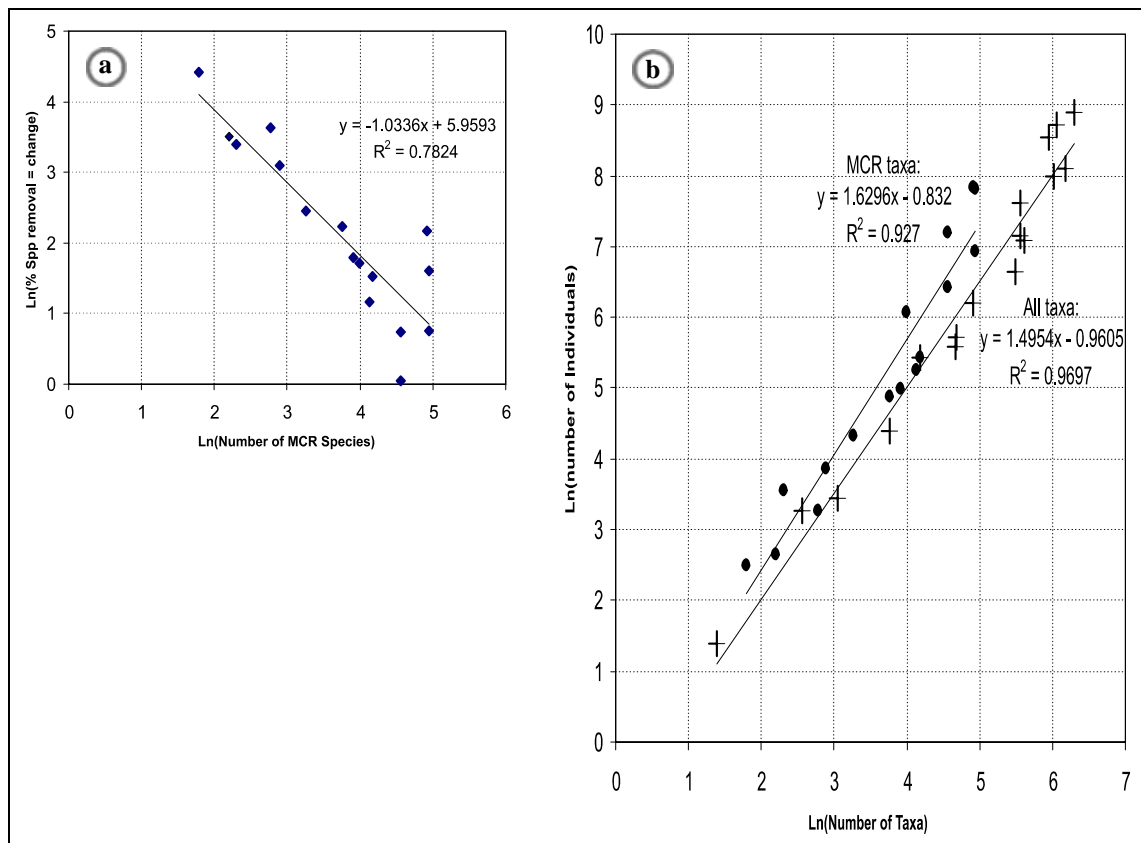 a
Ln(% Spp removal = change)
5
4
3
2
1
0
y = -1.0336x + 5.9593
R² = 0.7824
0 1 2 3 4 5 6
Ln(Number of MCR Species)
b
Ln(number of Individuals)
10
9
8
7
6
5
4
3
2
1
0
MCR taxa:
y = 1.6296x - 0.832
R² = 0.927
All taxa:
y = 1.4954x - 0.9605
R² = 0.9697
0 1 2 3 4 5 6 7
Ln(Number of Taxa)